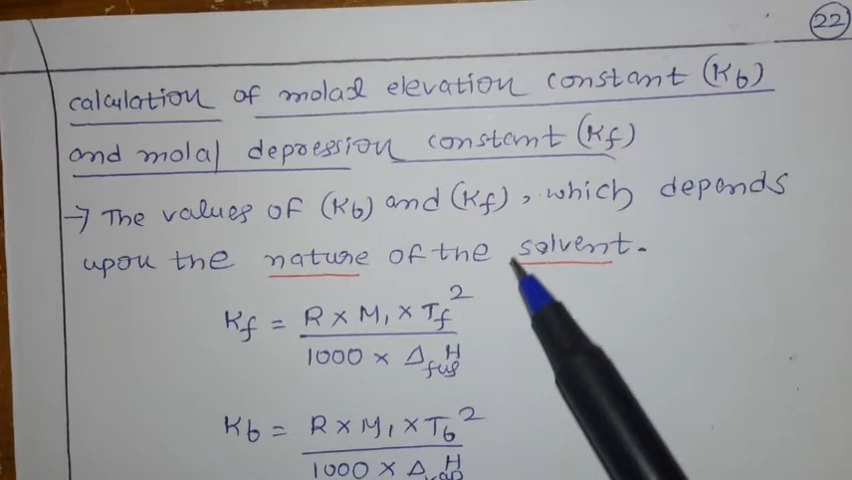 22
calculation of molal elevation constant (Kb)
and molal depression constant (Kf)
→ The values of (Kb) and (Kf), which depends
upon the nature of the solvent.
Kf = R × M₁ × Tf²
1000 × ΔfusH
Kb = R × M₁ × Tb²
1000 × ΔvapH